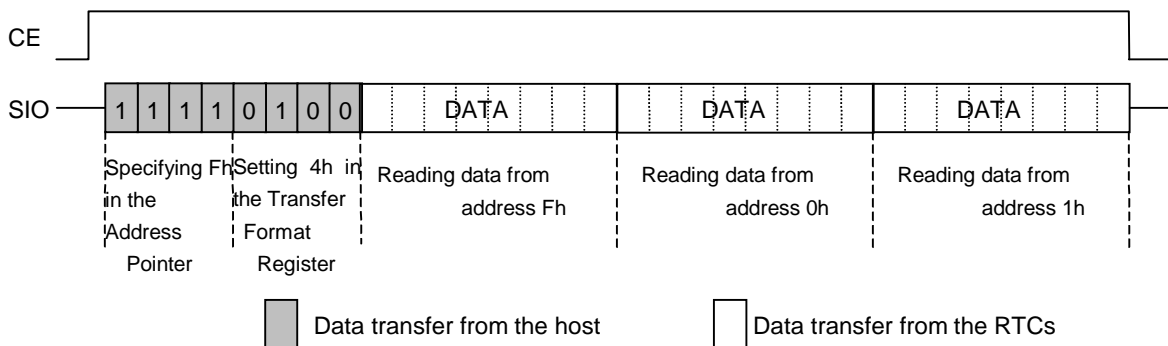 CE
SIO 1 1 1 1 0 1 0 0 DATA DATA DATA
Specifying Fh Setting 4h in Reading data from Reading data from Reading data from
in the the Transfer address Fh address 0h address 1h
Address Format
Pointer Register
Data transfer from the host Data transfer from the RTCs